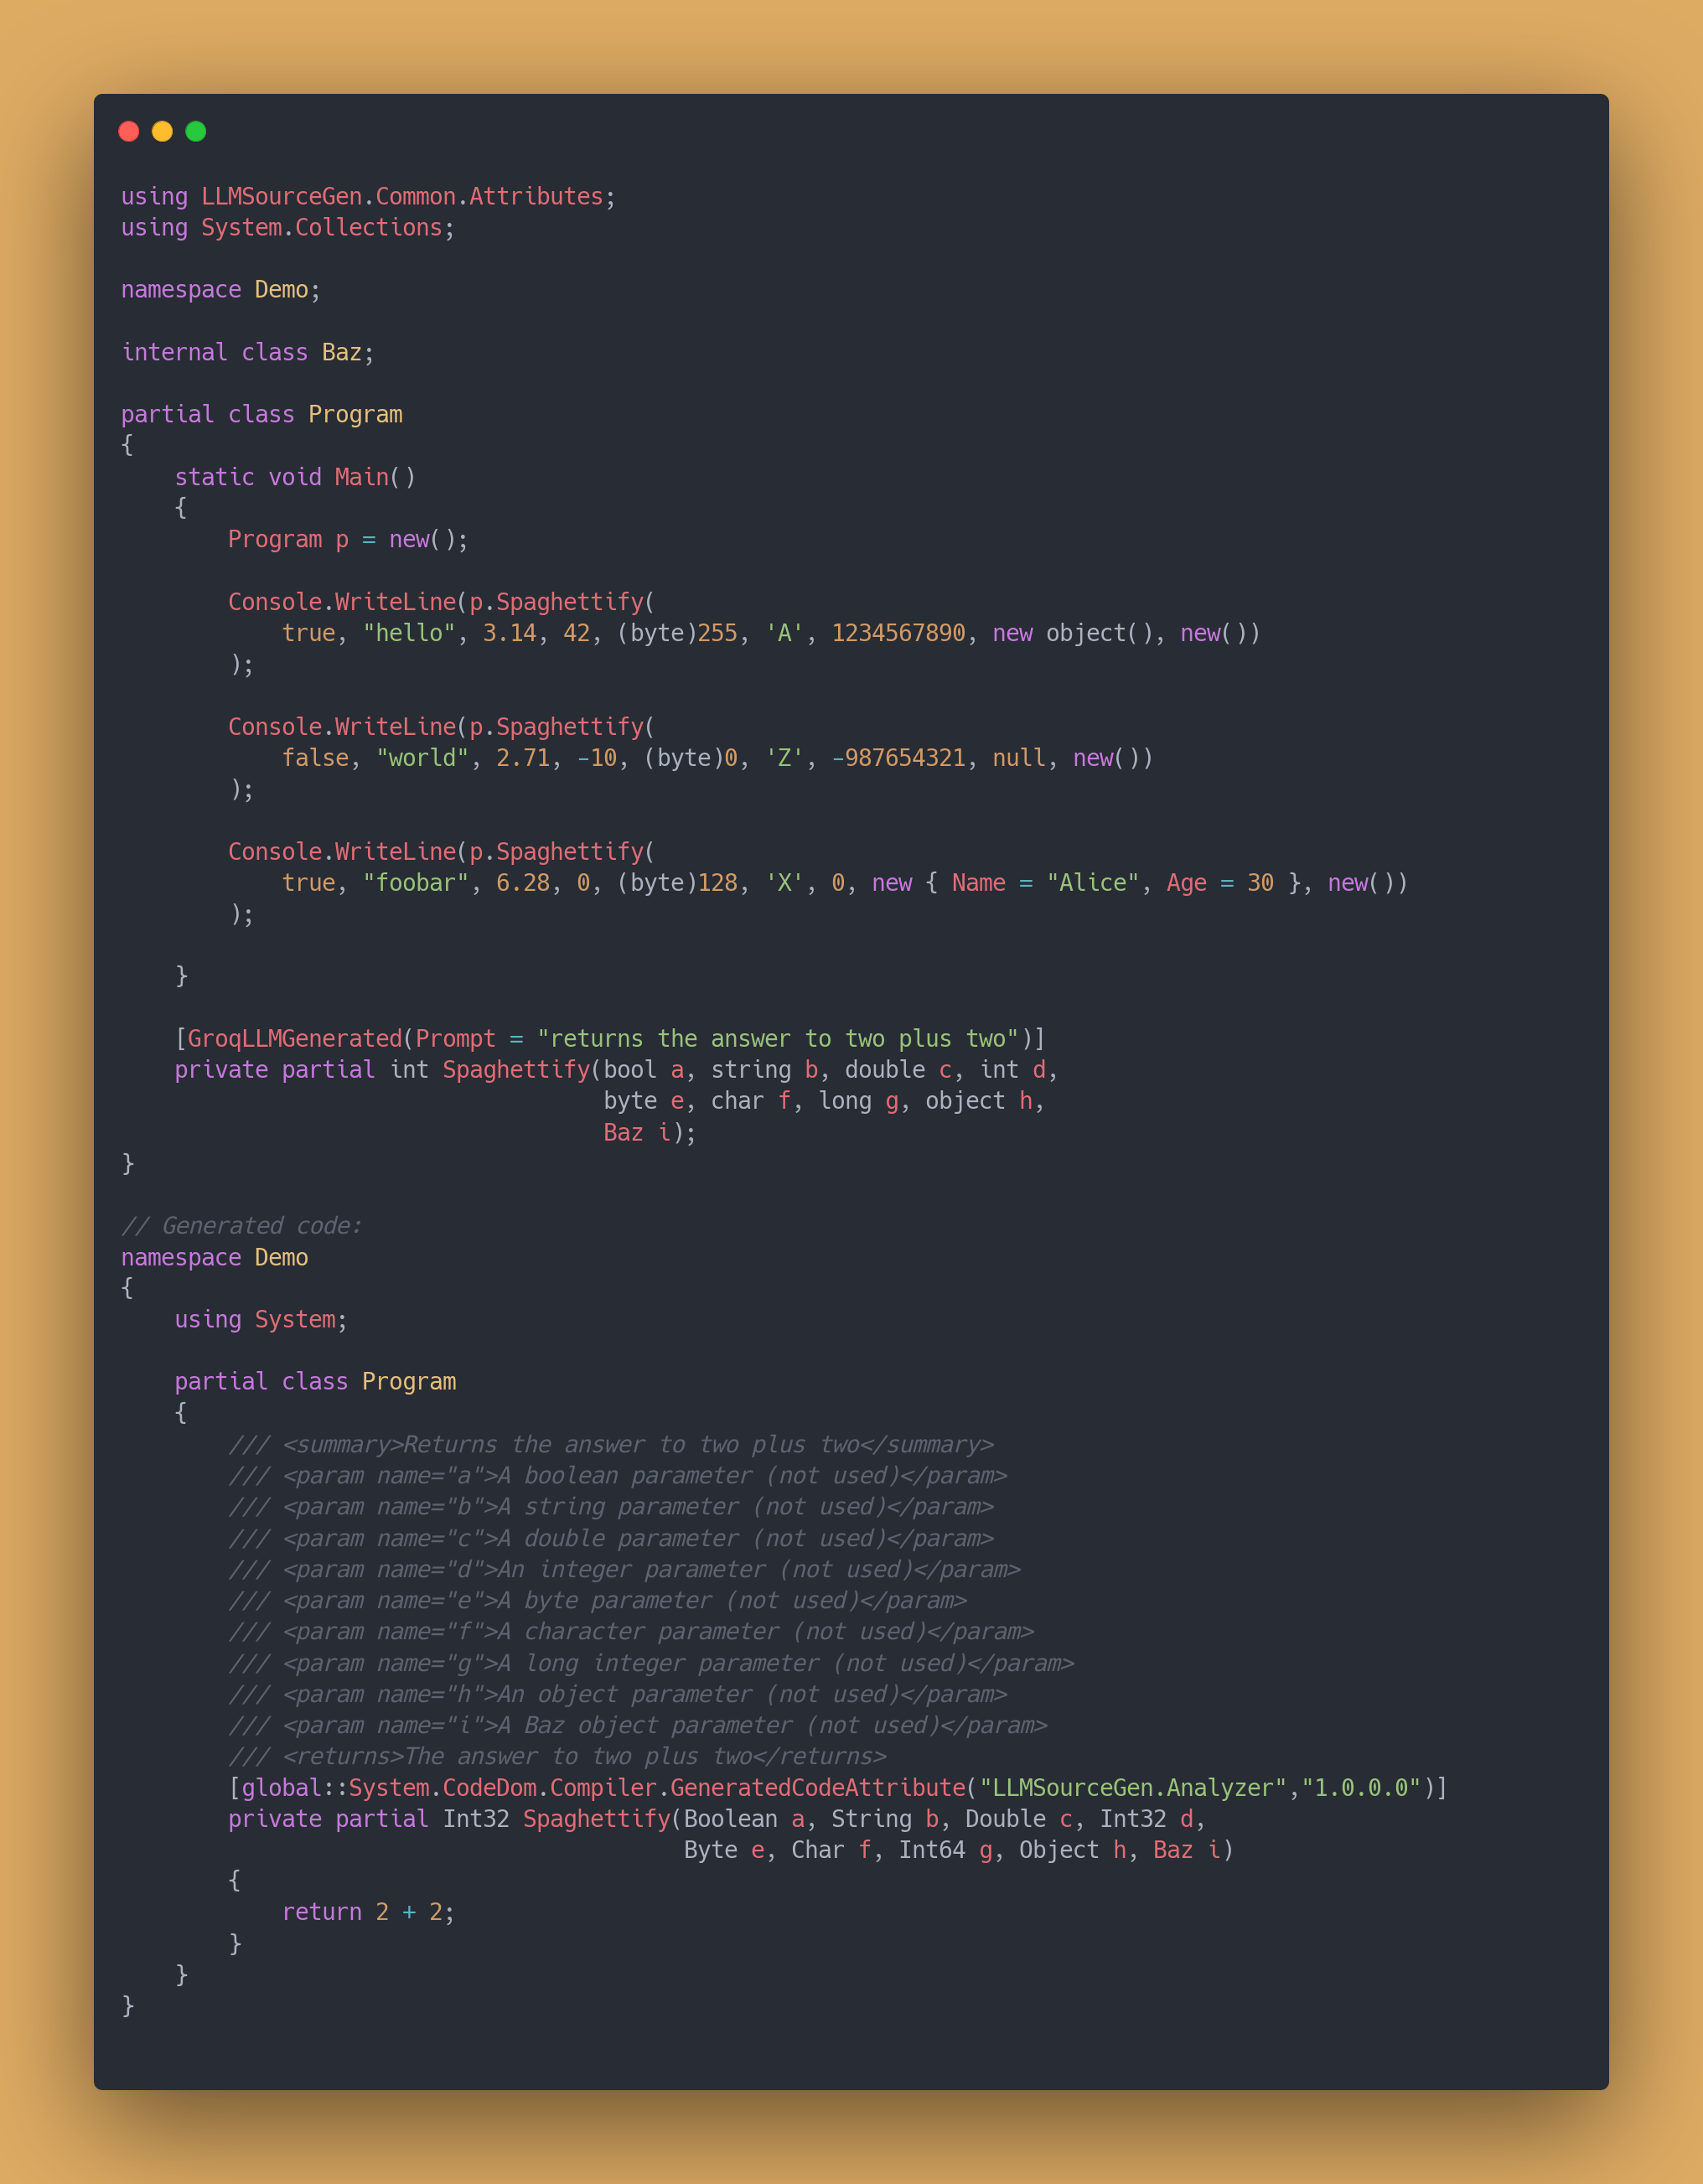 using LLMSourceGen.Common.Attributes;
using System.Collections;

namespace Demo;

internal class Baz;

partial class Program
{
    static void Main()
    {
        Program p = new();

        Console.WriteLine(p.Spaghettify(
            true, "hello", 3.14, 42, (byte)255, 'A', 1234567890, new object(), new())
        );

        Console.WriteLine(p.Spaghettify(
            false, "world", 2.71, -10, (byte)0, 'Z', -987654321, null, new())
        );

        Console.WriteLine(p.Spaghettify(
            true, "foobar", 6.28, 0, (byte)128, 'X', 0, new { Name = "Alice", Age = 30 }, new())
        );

    }

    [GroqLLMGenerated(Prompt = "returns the answer to two plus two")]
    private partial int Spaghettify(bool a, string b, double c, int d,
                                    byte e, char f, long g, object h,
                                    Baz i);
}

// Generated code:
namespace Demo
{
    using System;

    partial class Program
    {
        /// <summary>Returns the answer to two plus two</summary>
        /// <param name="a">A boolean parameter (not used)</param>
        /// <param name="b">A string parameter (not used)</param>
        /// <param name="c">A double parameter (not used)</param>
        /// <param name="d">An integer parameter (not used)</param>
        /// <param name="e">A byte parameter (not used)</param>
        /// <param name="f">A character parameter (not used)</param>
        /// <param name="g">A long integer parameter (not used)</param>
        /// <param name="h">An object parameter (not used)</param>
        /// <param name="i">A Baz object parameter (not used)</param>
        /// <returns>The answer to two plus two</returns>
        [global::System.CodeDom.Compiler.GeneratedCodeAttribute("LLMSourceGen.Analyzer","1.0.0.0")]
        private partial Int32 Spaghettify(Boolean a, String b, Double c, Int32 d,
                                          Byte e, Char f, Int64 g, Object h, Baz i)
        {
            return 2 + 2;
        }
    }
}